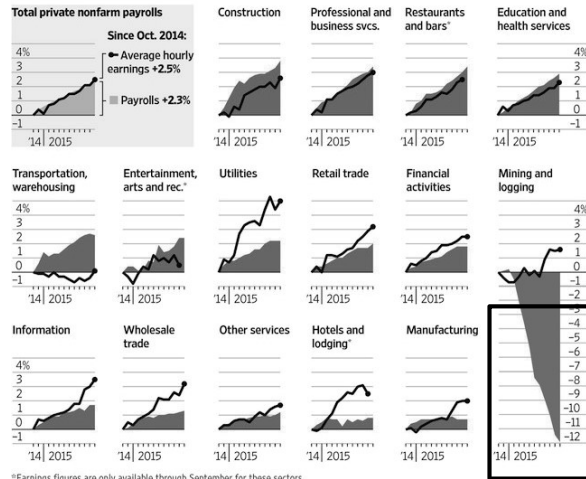 Total private nonfarm payrolls
Since Oct. 2014:
Average hourly
earnings +2.5%
Payrolls +2.3%
4%
3
2
1
0
−1
'14 2015
Construction
'14 2015
Professional and
business svcs.
'14 2015
Restaurants
and bars*
'14 2015
Education and
health services
4%
3
2
1
0
−1
'14 2015
Transportation,
warehousing
4%
3
2
1
0
−1
'14 2015
Entertainment,
arts and rec.*
'14 2015
Utilities
'14 2015
Retail trade
'14 2015
Financial
activities
'14 2015
Mining and
logging
4%
3
2
1
0
−1
−2
−3
−4
−5
−6
−7
−8
−9
−10
−11
−12
'14 2015
Information
4%
3
2
1
0
−1
'14 2015
Wholesale
trade
'14 2015
Other services
'14 2015
Hotels and
lodging*
'14 2015
Manufacturing
'14 2015
*Earnings figures are only available through September for these sectors